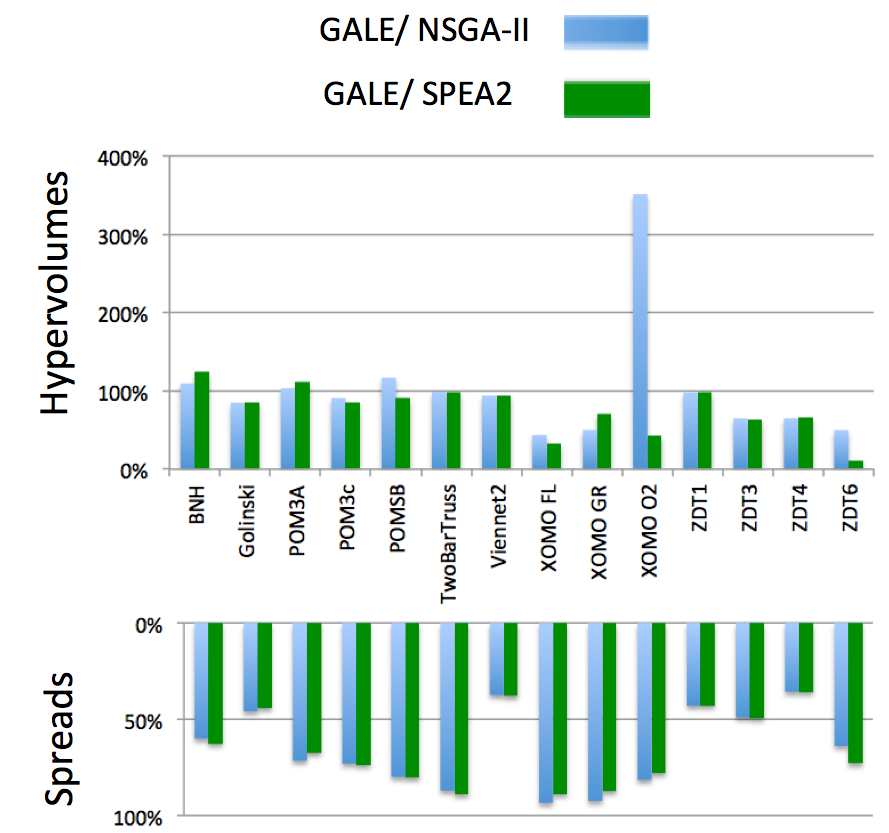 GALE/ NSGA-II
GALE/ SPEA2
Hypervolumes
400%
300%
200%
100%
0%
BNH
Golinski
POM3A
POM3c
POMSB
TwoBarTruss
Viennet2
XOMO FL
XOMO GR
XOMO O2
ZDT1
ZDT3
ZDT4
ZDT6
Spreads
0%
50%
100%